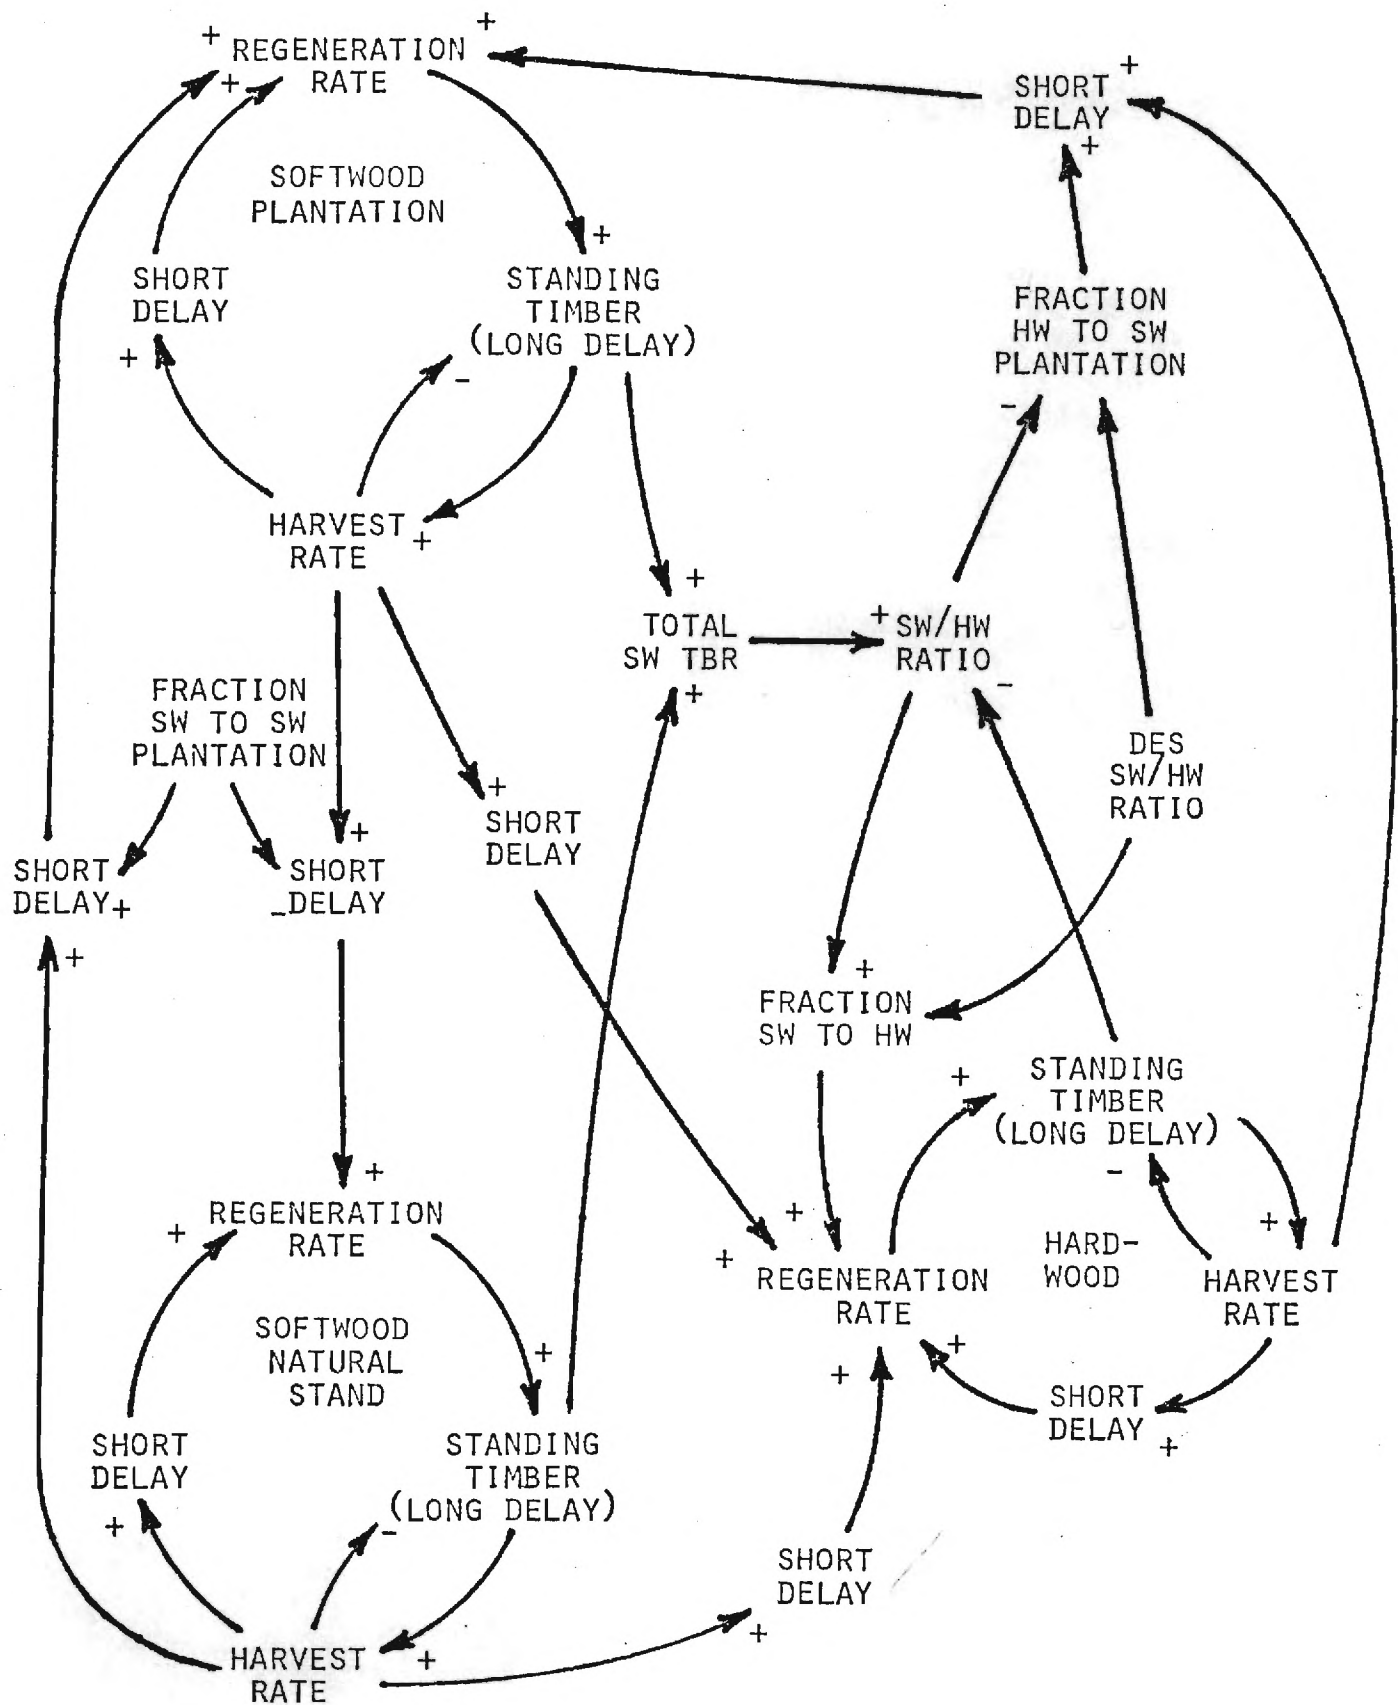 + REGENERATION +
+ RATE
SHORT +
DELAY
+
SOFTWOOD
PLANTATION
+
SHORT
DELAY
+
STANDING
TIMBER
(LONG DELAY)
-
FRACTION
HW TO SW
PLANTATION
-
HARVEST +
RATE
+
TOTAL
SW TBR
+
+ SW/HW
RATIO -
FRACTION
SW TO SW
PLANTATION
DES
SW/HW
RATIO
+
SHORT
DELAY
SHORT
DELAY+
+
+
SHORT
-DELAY
+
FRACTION
SW TO HW
+
STANDING
TIMBER
(LONG DELAY)
-
+
+ REGENERATION
RATE
+
+ REGENERATION
RATE
+
+
HARD-
WOOD
+
HARVEST
RATE
SOFTWOOD
NATURAL
STAND
+
SHORT
DELAY +
SHORT
DELAY
+
STANDING
TIMBER
(LONG DELAY)
-
SHORT
DELAY
+
HARVEST +
RATE